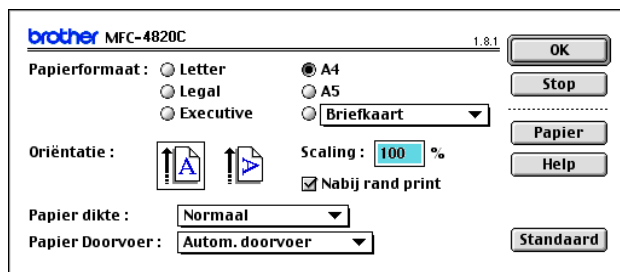 brother MFC-4820C 1.8.1
OK
Papierformaat : Letter A4
Stop
Legal A5
Executive Briefkaart
Papier
Oriëntatie : A A Scaling : 100 %
Help
Nabij rand print
Papier dikte : Normaal
Papier Doorvoer : Autom. doorvoer
Standaard